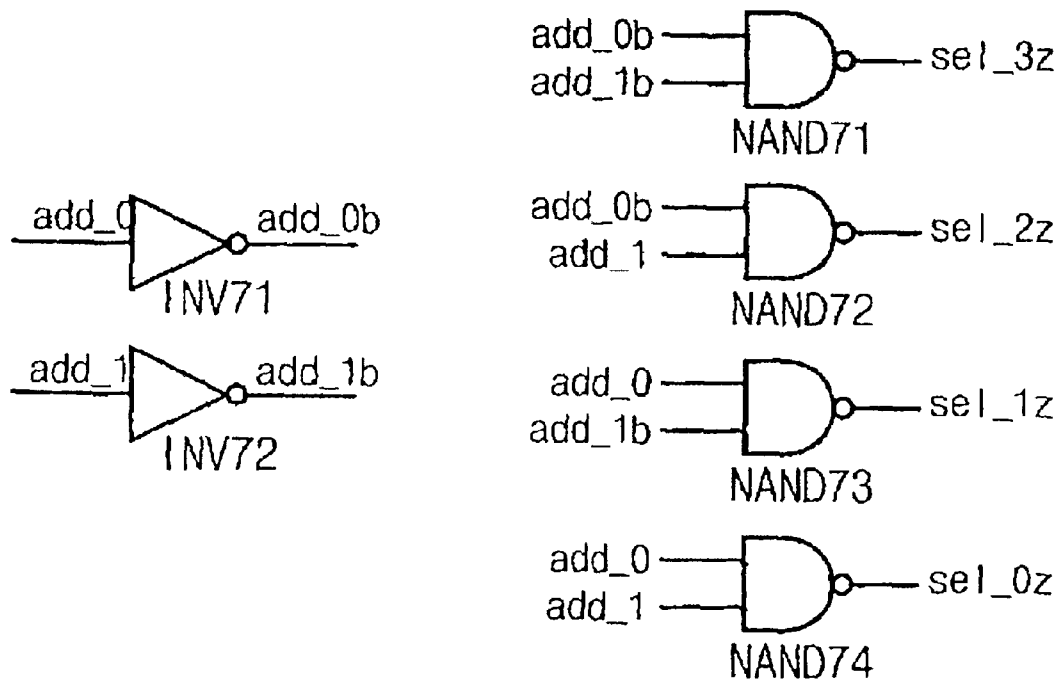 add_0 add_0b
INV71
add_1 add_1b
INV72
add_0b
add_1b
sel_3z
NAND71
add_0b
add_1
sel_2z
NAND72
add_0
add_1b
sel_1z
NAND73
add_0
add_1
sel_0z
NAND74